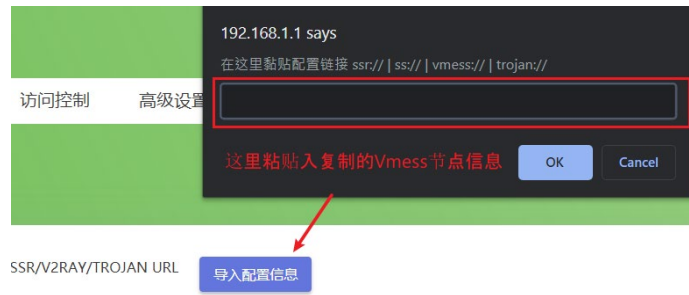 192.168.1.1 says
在这里黏贴配置链接 ssr:// | ss:// | vmess:// | trojan://
访问控制 高级设置
这里粘贴入复制的Vmess节点信息 OK Cancel
SSR/V2RAY/TROJAN URL 导入配置信息